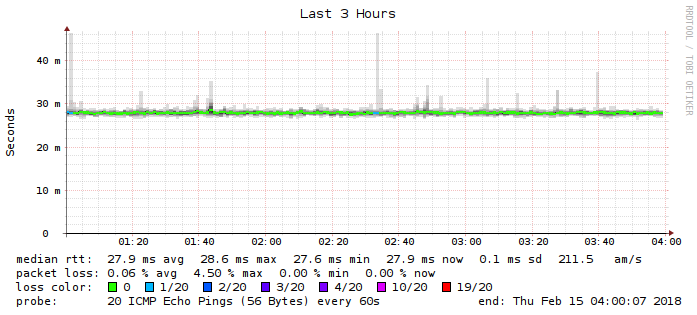 Last 3 Hours
RRDTOOL / TOBI OETIKER
Seconds
40 m
30 m
20 m
10 m
0
01:20 01:40 02:00 02:20 02:40 03:00 03:20 03:40 04:00
median rtt: 27.9 ms avg 28.6 ms max 27.6 ms min 27.9 ms now 0.1 ms sd 211.5 am/s
packet loss: 0.06 % avg 4.50 % max 0.00 % min 0.00 % now
loss color: 0 1/20 2/20 3/20 4/20 10/20 19/20
probe: 20 ICMP Echo Pings (56 Bytes) every 60s end: Thu Feb 15 04:00:07 2018